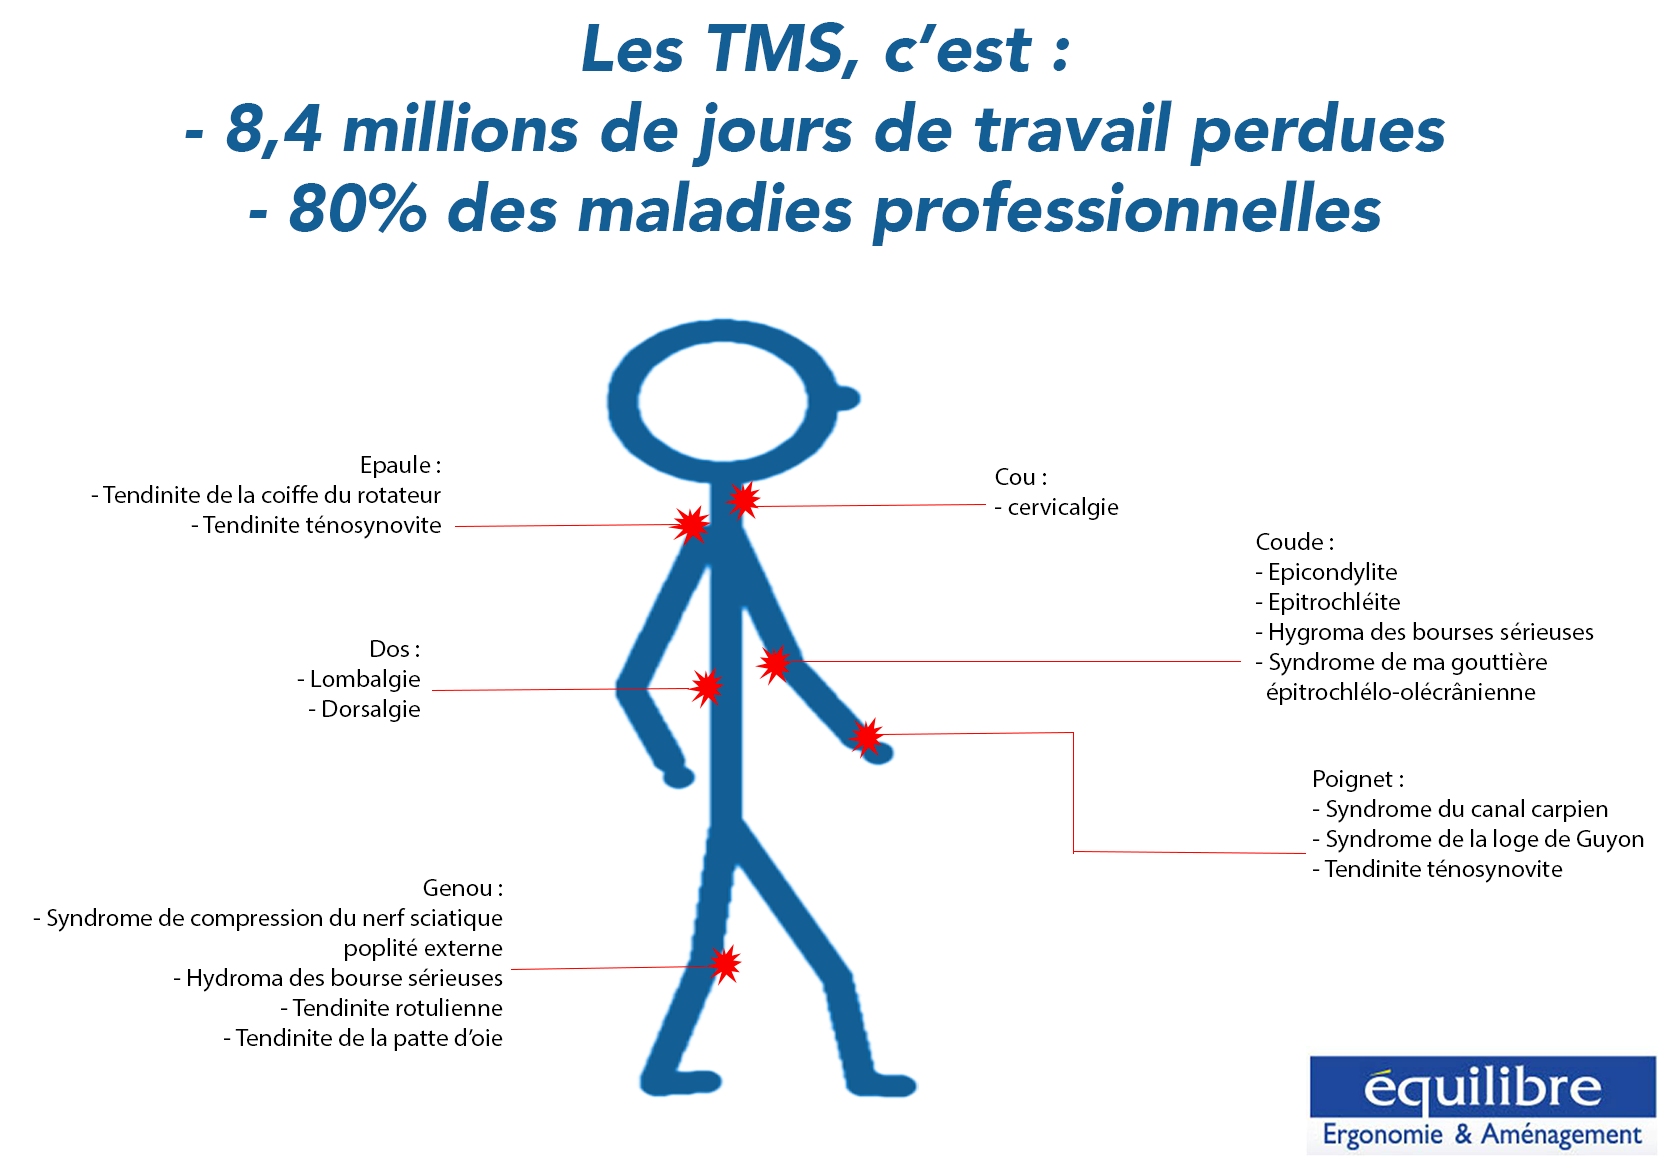 Les TMS, c’est :
- 8,4 millions de jours de travail perdues
- 80% des maladies professionnelles
Epaule :
- Tendinite de la coiffe du rotateur
- Tendinite ténosynovite
Cou :
- cervicalgie
Coude :
- Epicondylite
- Epitrochléite
- Hygroma des bourses sérieuses
- Syndrome de ma gouttière
épitrochlélo-olécrânienne
Dos :
- Lombalgie
- Dorsalgie
Poignet :
- Syndrome du canal carpien
- Syndrome de la loge de Guyon
- Tendinite ténosynovite
Genou :
- Syndrome de compression du nerf sciatique
poplité externe
- Hydroma des bourse sérieuses
- Tendinite rotulienne
- Tendinite de la patte d’oie
équilibre
Ergonomie & Aménagement